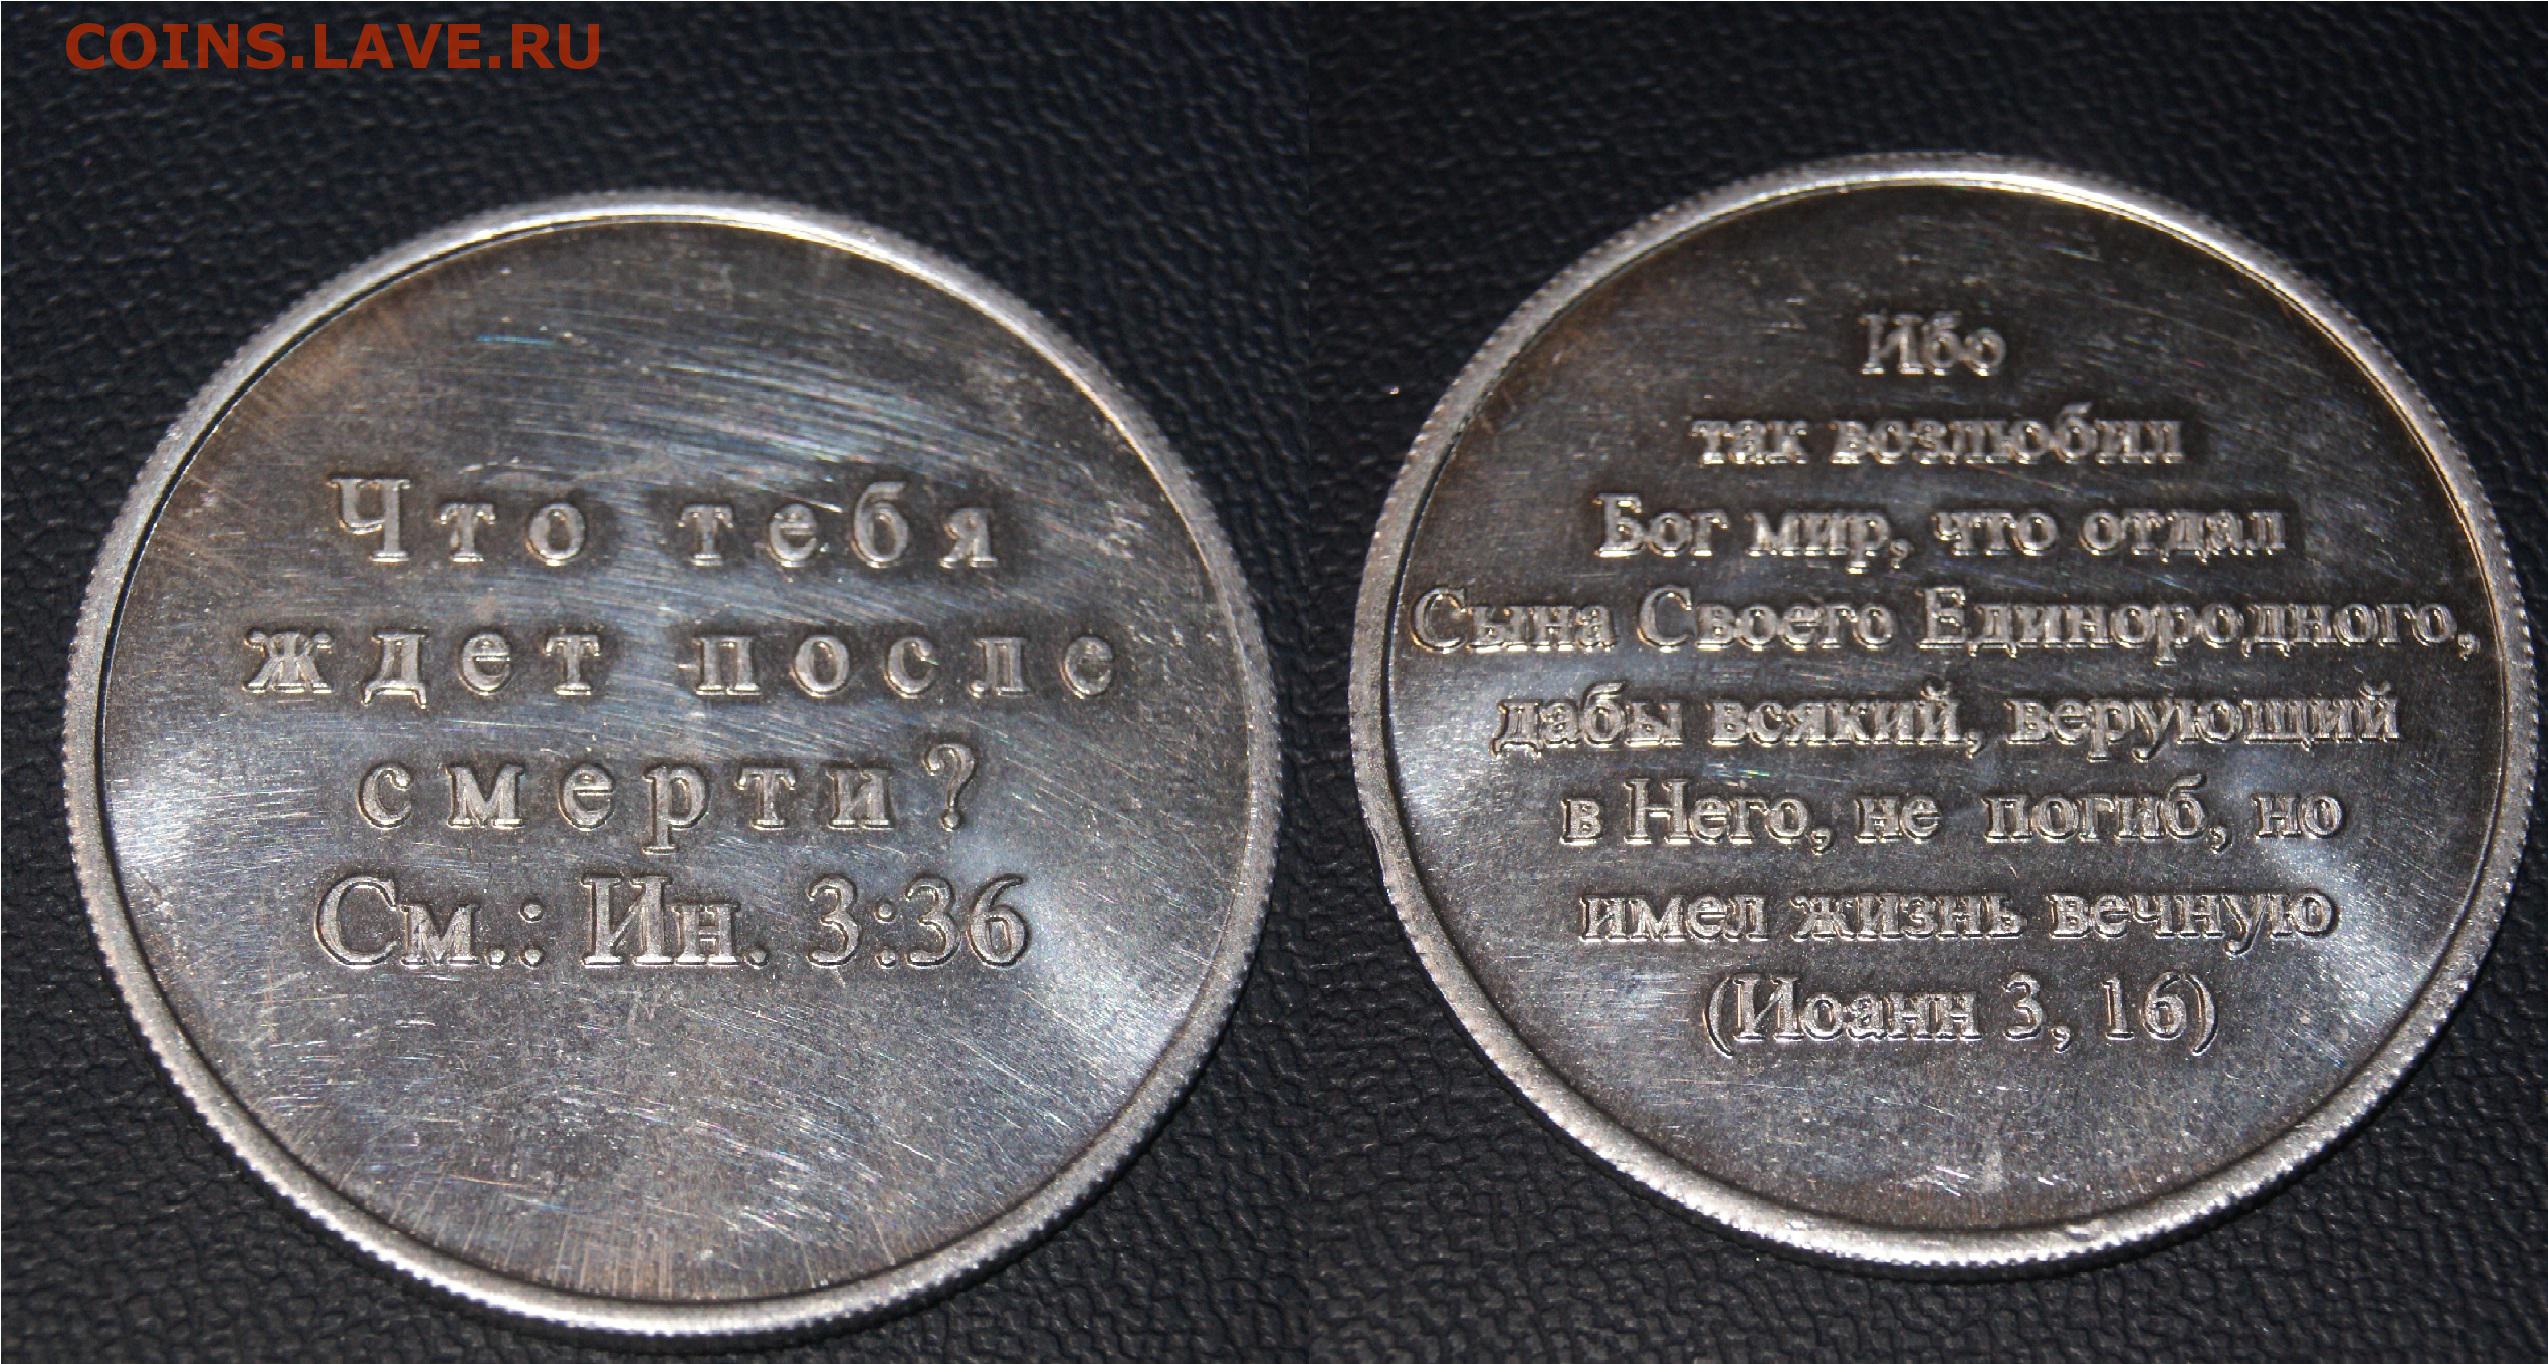 COINS.LAVE.RU
Что тебя
ждет после
смерти?
См.: Ин. 3:36
Ибо
так возлюбил
Бог мир, что отдал
Сына Своего Единородного,
дабы всякий, верующий
в Него, не погиб, но
имел жизнь вечную
(Иоанн 3, 16)